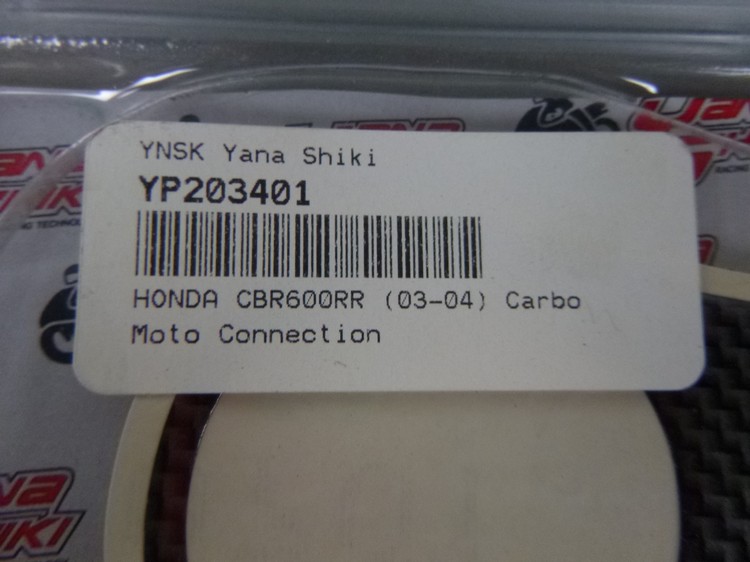 YNSK Yana Shiki
YP203401
HONDA CBR600RR (03-04) Carbo
Moto Connection